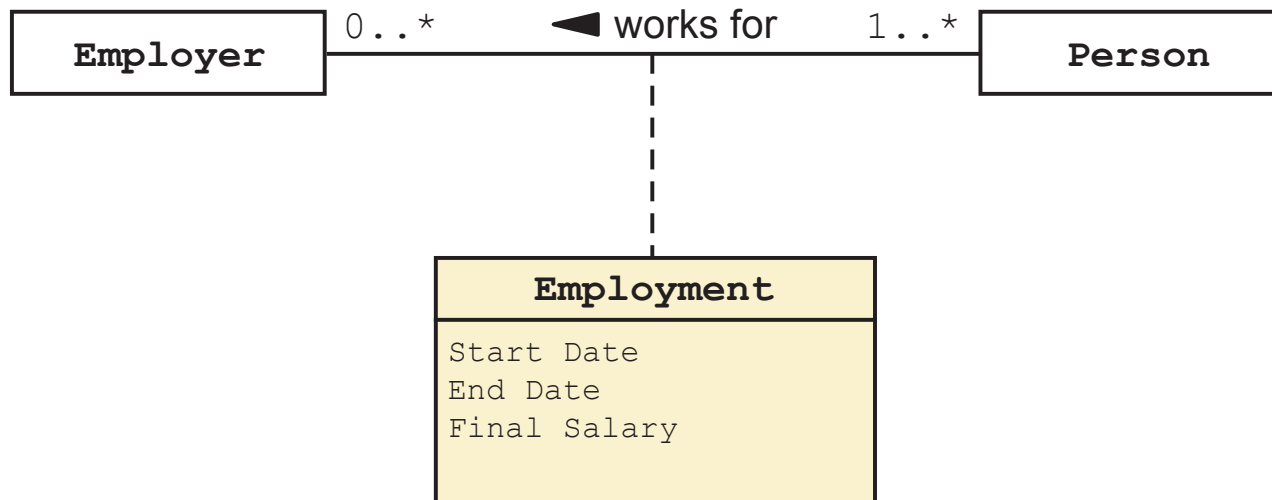 0..* works for 1..*
Employer Person
Employment
Start Date
End Date
Final Salary